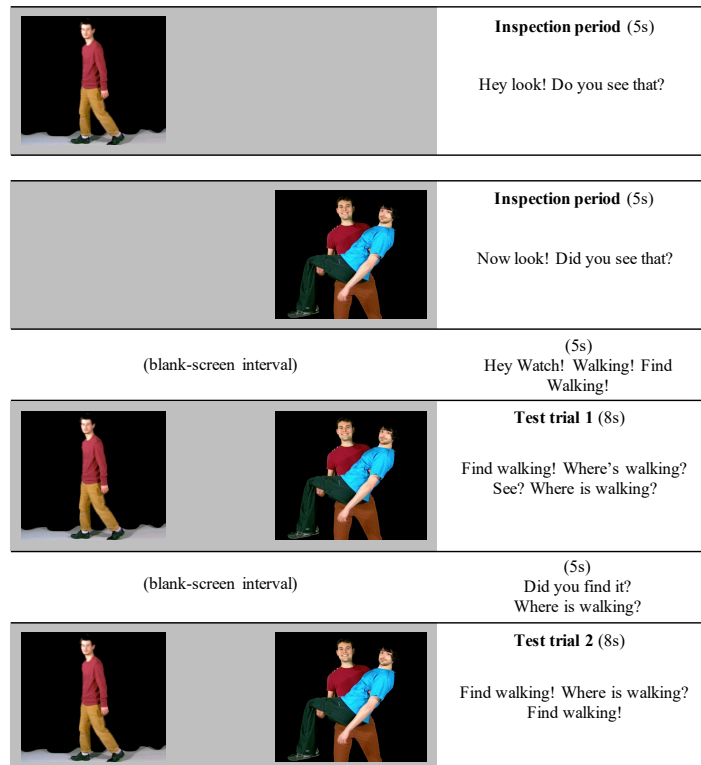 Inspection period (5s)
Hey look! Do you see that?
Inspection period (5s)
Now look! Did you see that?
(blank-screen interval)
(5s)
Hey Watch! Walking! Find
Walking!
Test trial 1 (8s)
Find walking! Where's walking?
See? Where is walking?
(blank-screen interval)
(5s)
Did you find it?
Where is walking?
Test trial 2 (8s)
Find walking! Where is walking?
Find walking!